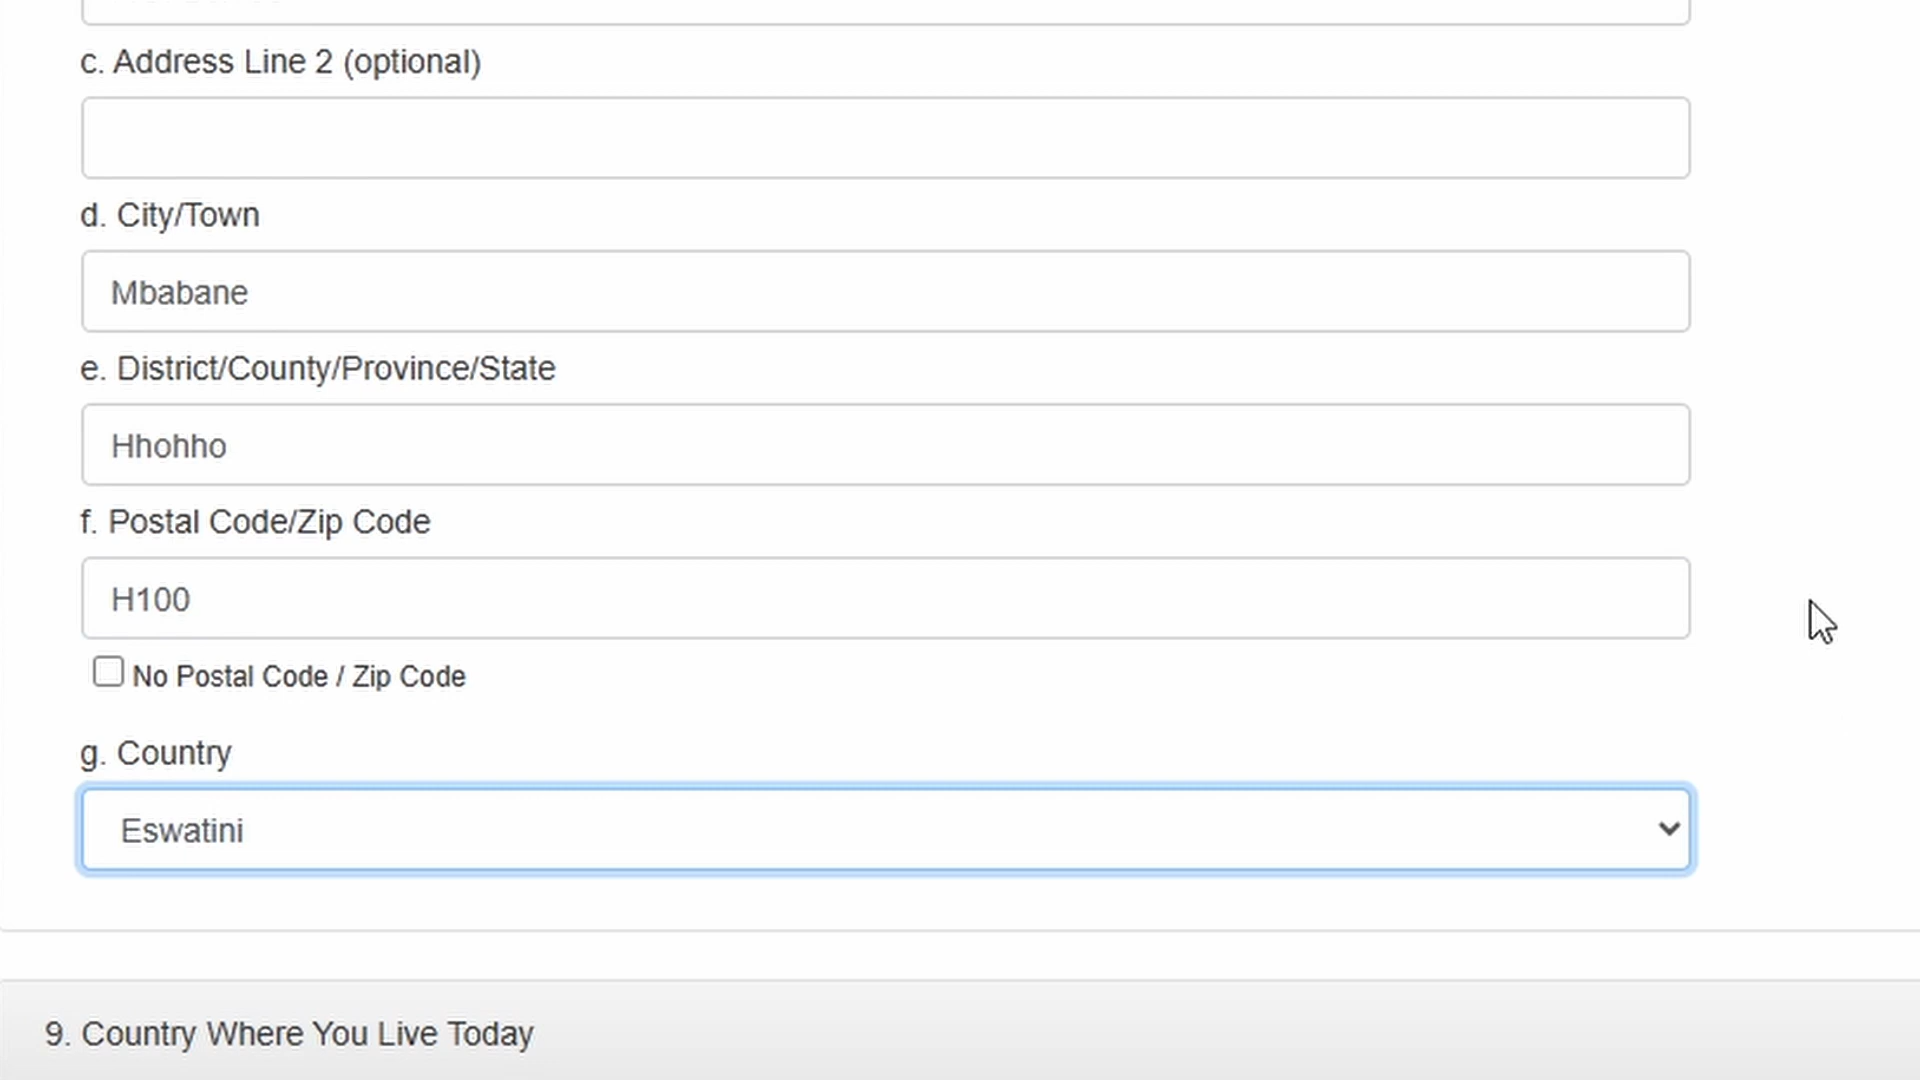 c. Address Line 2 (optional)
d. City/Town
Mbabane
e. District/County/Province/State
Hhohho
f. Postal Code/Zip Code
H100
No Postal Code / Zip Code
g. Country
Eswatini
9. Country Where You Live Today